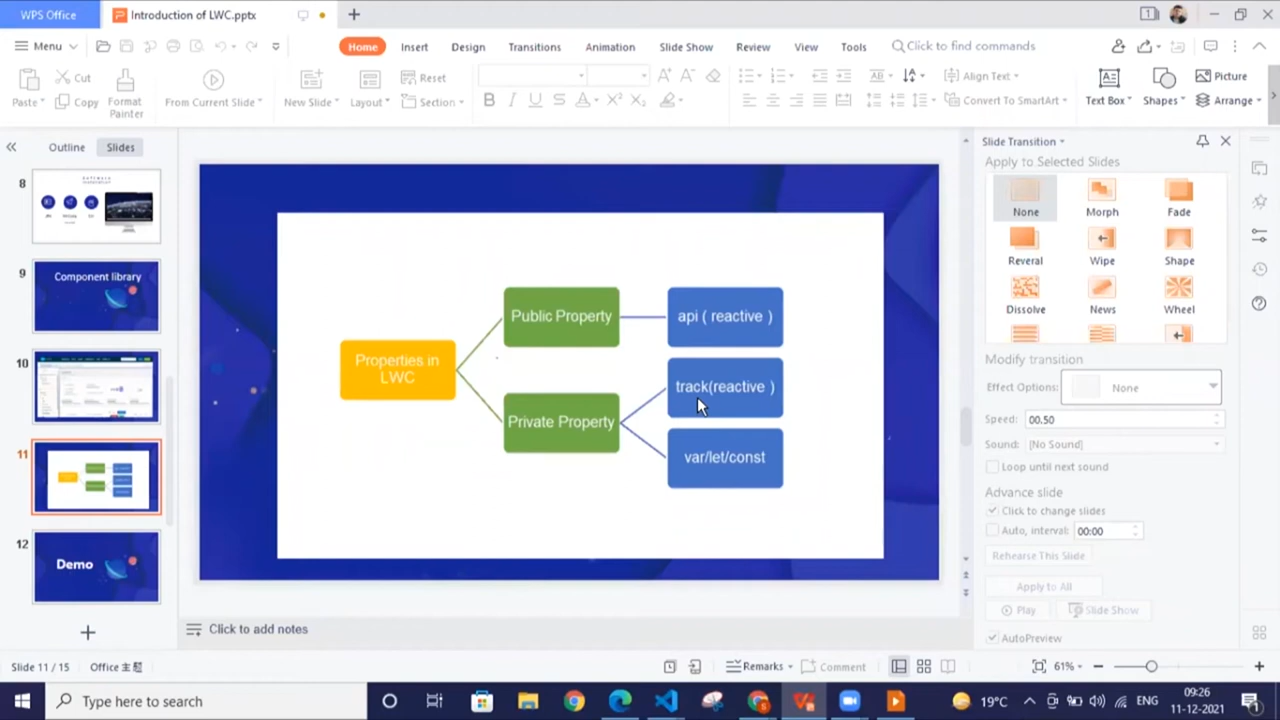 WPS Office
Introduction of LWC.pptx
Menu
Home
Insert
Design
Transitions
Animation
Slide Show
Review
View
Tools
Click to find commands
Paste
Cut
Format
Painter
From Current Slide
New Slide
Layout
Reset
Section
Align Text
Convert To SmartArt
Text Box
Shapes
Picture
Arrange
Outline
Slides
8
9
Component library
10
11
12
Demo
Properties in
LWC
Public Property
Private Property
api ( reactive )
track(reactive )
var/let/const
Click to add notes
Slide Transition
Apply to Selected Slides
None
Morph
Fade
Reveral
Wipe
Shape
Dissolve
News
Wheel
Modify transition
Effect Options:
None
Speed:
00.50
Sound:
[No Sound]
Loop until next sound
Advance slide
Click to change slides
Auto, interval:
00:00
Rehearse This Slide
Apply to All
Play
Slide Show
AutoPreview
Slide 11 / 15
Office 主题
Remarks
Comment
61%
Type here to search
19°C
ENG
09:26
11-12-2021